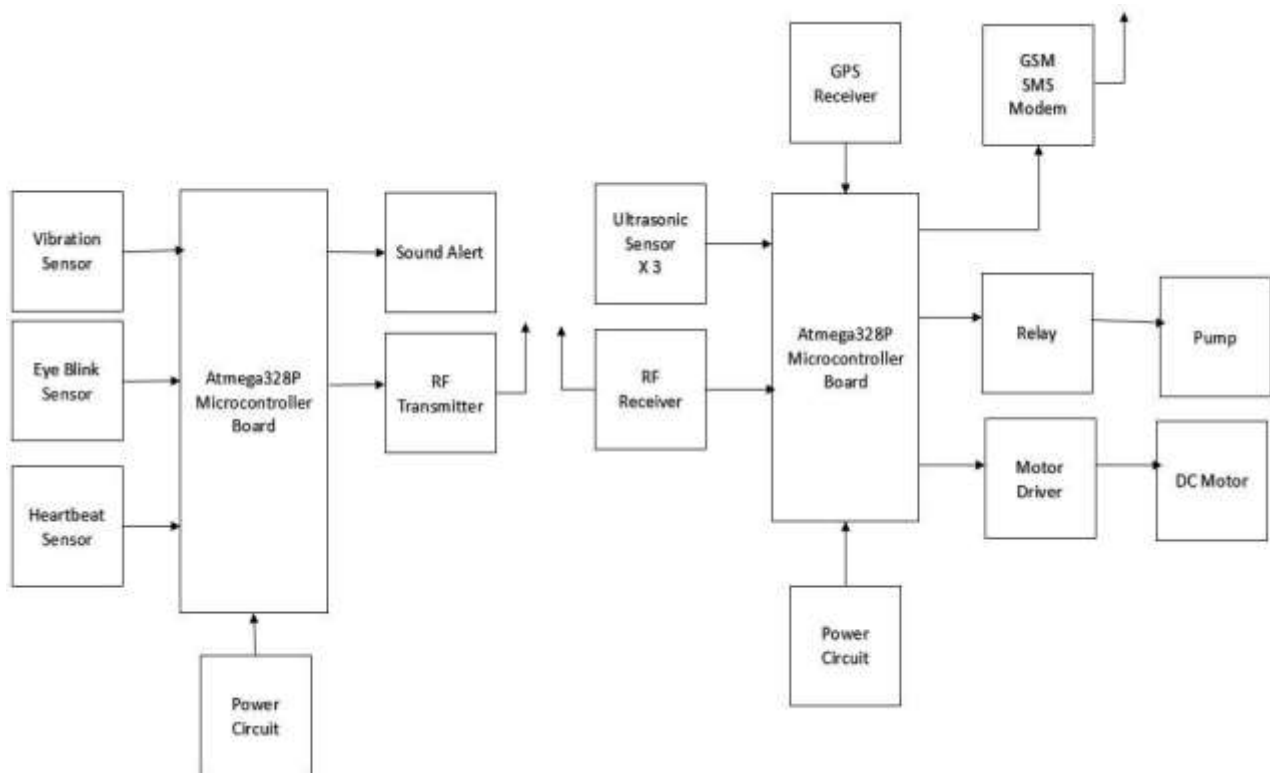 GPS
Receiver
GSM
SMS
Modem
Vibration
Sensor
Eye Blink
Sensor
Heartbeat
Sensor
Atmega328P
Microcontroller
Board
Power
Circuit
Sound Alert
RF
Transmitter
Ultrasonic
Sensor
X 3
RF
Receiver
Atmega328P
Microcontroller
Board
Power
Circuit
Relay
Pump
Motor
Driver
DC Motor